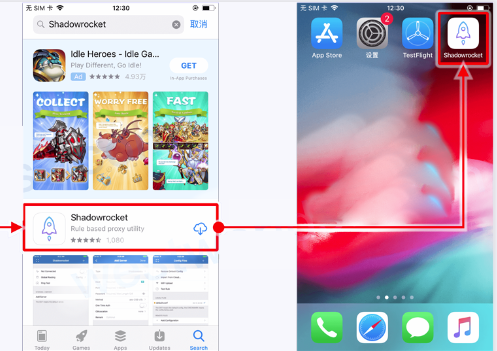 无 SIM 卡
12:30
Shadowrocket
取消
Idle Heroes - Idle Ga...
Play Different, Go Idle!
Ad
4.93万
GET
In-App Purchases
COLLECT
WORRY FREE
FAST
Shadowrocket
Rule based proxy utility
1,080
Today
Games
Apps
Updates
Search
无 SIM 卡
12:30
2
App Store
设置
TestFlight
Shadowrocket